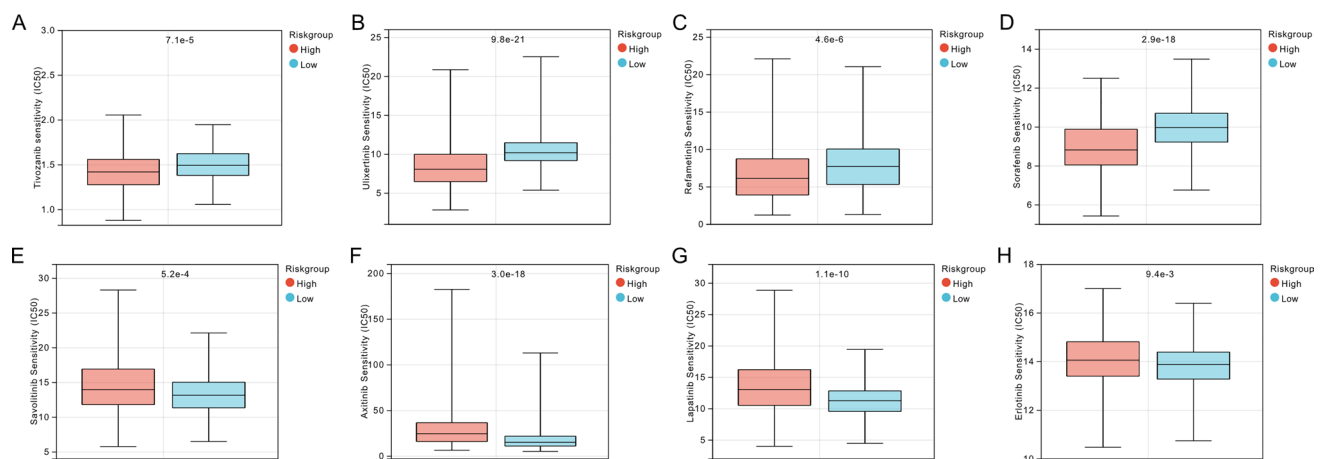 A
Tivozanib sensitivity (IC50)
3.0
2.5
2.0
1.5
1.0
7.1e-5
Riskgroup
High
Low
B
Ulixertinib Sensitivity (IC50)
25
20
15
10
5
9.8e-21
Riskgroup
High
Low
C
Refametinib Sensitivity (IC50)
25
20
15
10
5
0
4.6e-6
Riskgroup
High
Low
D
Sorafenib Sensitivity (IC50)
14
12
10
8
6
2.9e-18
Riskgroup
High
Low
E
Savolitinib Sensitivity (IC50)
30
25
20
15
10
5
5.2e-4
Riskgroup
High
Low
F
Axitinib Sensitivity (IC50)
200
150
100
50
0
3.0e-18
Riskgroup
High
Low
G
Lapatinib Sensitivity (IC50)
30
25
20
15
10
5
1.1e-10
Riskgroup
High
Low
H
Erlotinib Sensitivity (IC50)
18
16
14
12
10
9.4e-3
Riskgroup
High
Low